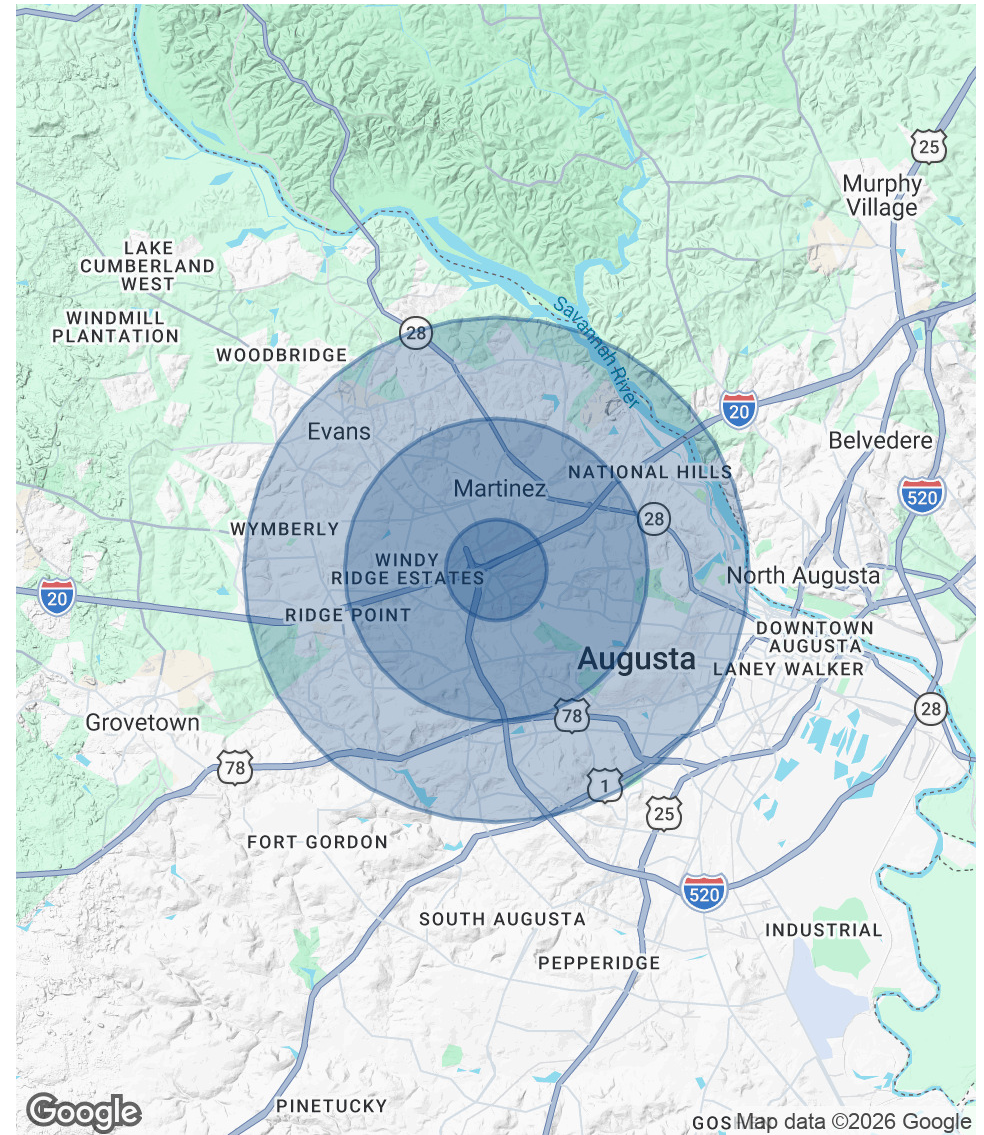 25
Murphy
Village
LAKE
CUMBERLAND
WEST
Savannah River
WINDMILL
PLANTATION
28
WOODBRIDGE
20
Evans
Belvedere
NATIONAL HILLS
Martinez
520
28
WYMBERLY
WINDY
RIDGE ESTATES
North Augusta
20
RIDGE POINT
DOWNTOWN
AUGUSTA
Augusta
LANEY WALKER
28
Grovetown
78
78
1
25
FORT GORDON
520
SOUTH AUGUSTA
INDUSTRIAL
PEPPERIDGE
PINETUCKY
Google
GOS
Map data ©2026 Google